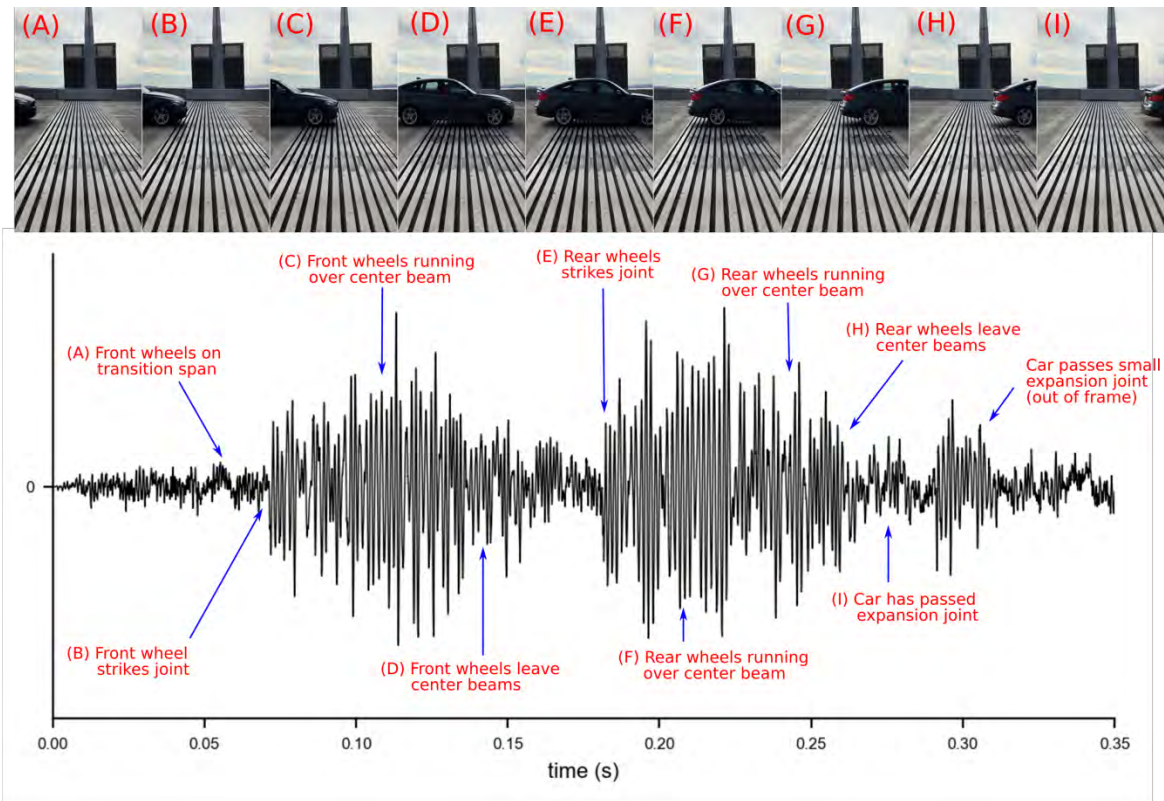 (A)
(B)
(C)
(D)
(E)
(F)
(G)
(H)
(I)
(C) Front wheels running
over center beam
(E) Rear wheels
strikes joint)
(G) Rear wheels running
over center beam
(A) Front wheels on
transition span
(H) Rear wheels leave
center beams
Car passes small
expansion joint
(out of frame)
0
(B) Front wheel
strikes joint
(D) Front wheels leave
center beams
(F) Rear wheels running
over center beam
(I) Car has passed
expansion joint
0.00
0.05
0.10
0.15
0.20
0.25
0.30
0.35
time (s)